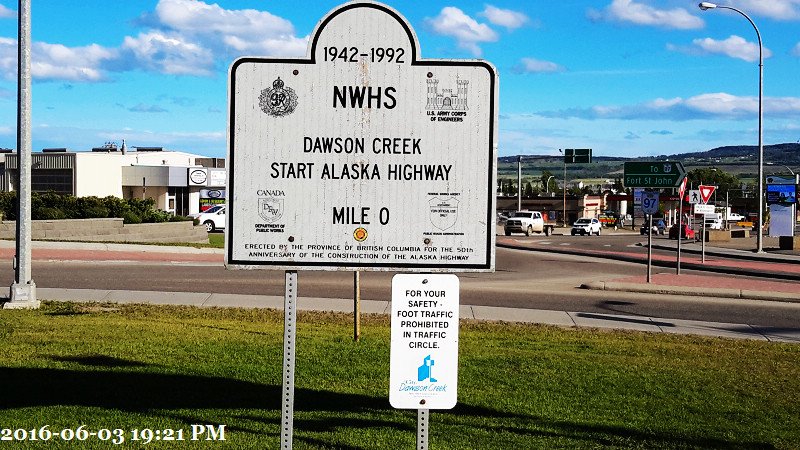 1942-1992
NWHS
U.S. ARMY CORPS
OF ENGINEERS
DAWSON CREEK
START ALASKA HIGHWAY
CANADA
DEPARTMENT
OF PUBLIC WORKS
MILE 0
PUBLIC ROADS ADMINISTRATION
ERECTED BY THE PROVINCE OF BRITISH COLUMBIA FOR THE 50th
ANNIVERSARY OF THE CONSTRUCTION OF THE ALASKA HIGHWAY
FOR YOUR
SAFETY -
FOOT TRAFFIC
PROHIBITED
IN TRAFFIC
CIRCLE.
City of
Dawson Creek
TO 97
Fort St John
97
2016-06-03 19:21 PM